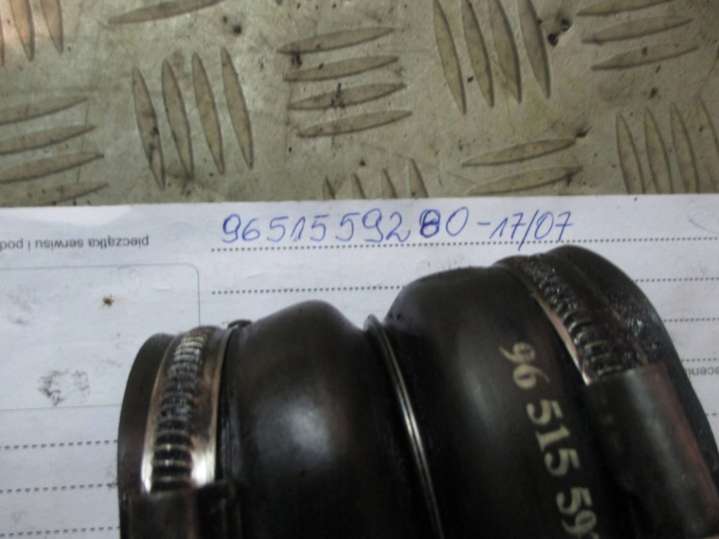 9651559280-17/07
pieczątka serwisu i pod
96 515 59